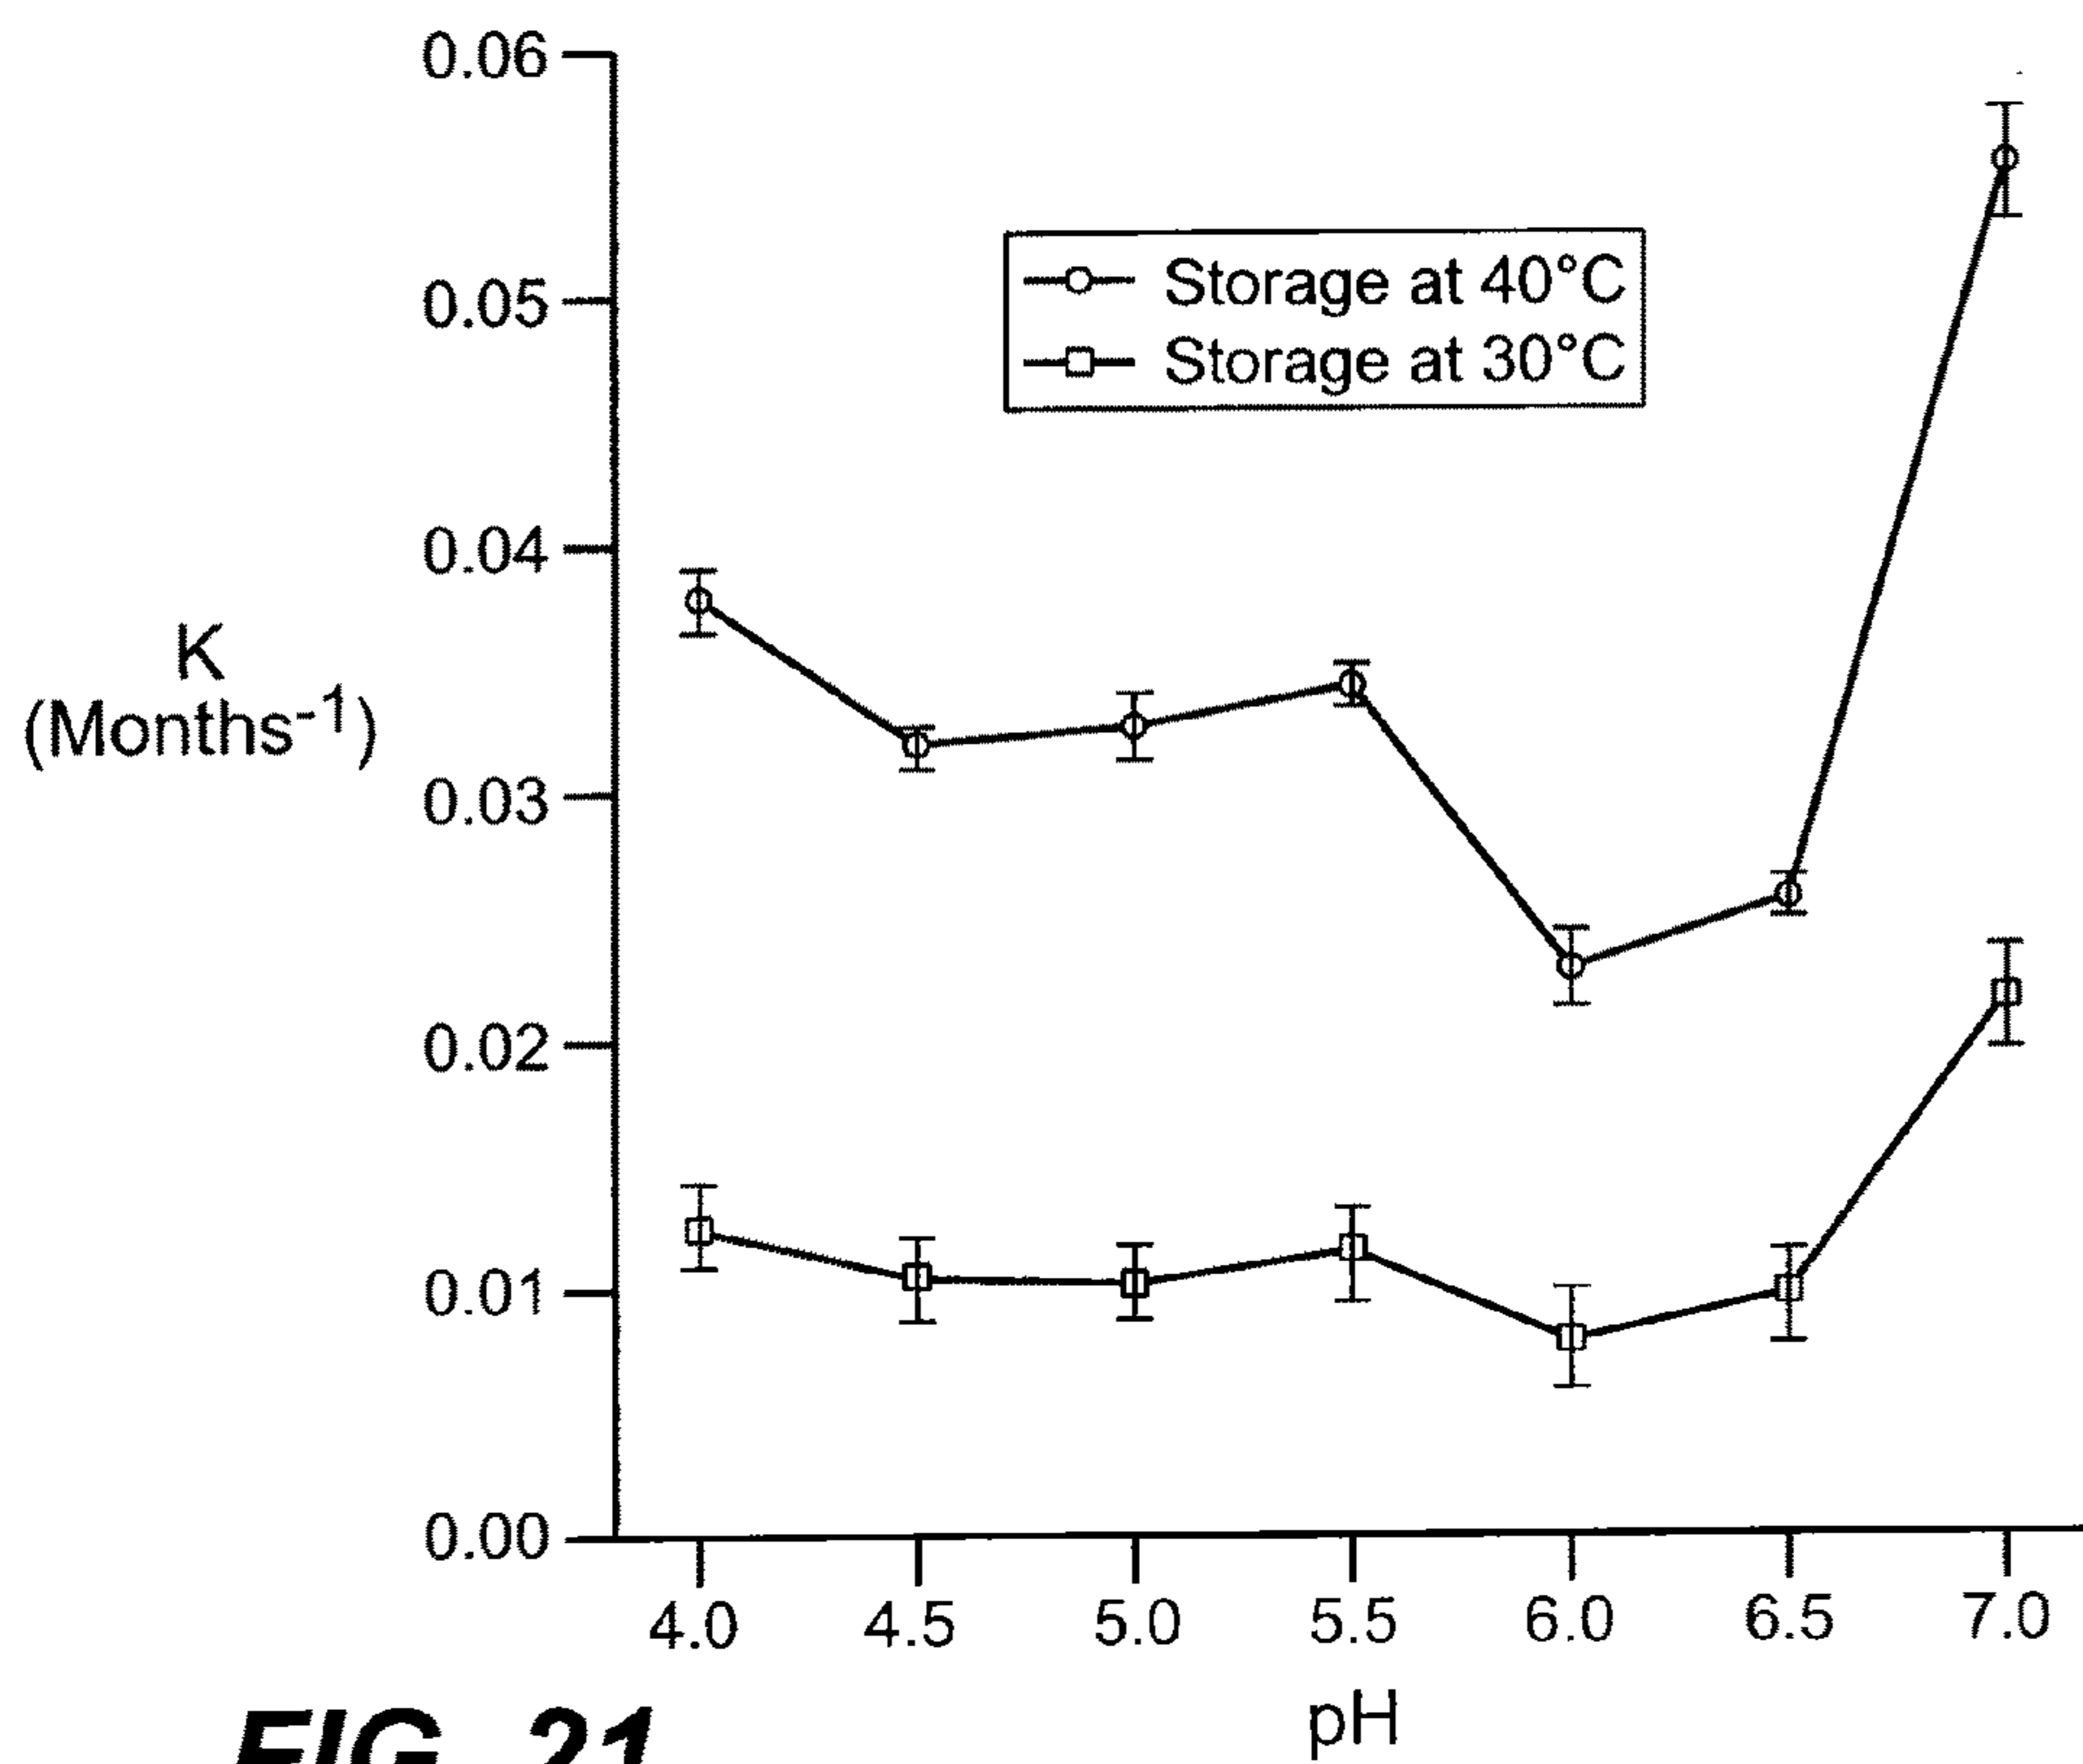 0.06
0.05
0.04
0.03
0.02
0.01
0.00
K
(Months⁻¹)
Storage at 40°C
Storage at 30°C
4.0 4.5 5.0 5.5 6.0 6.5 7.0
pH
FIG. 21